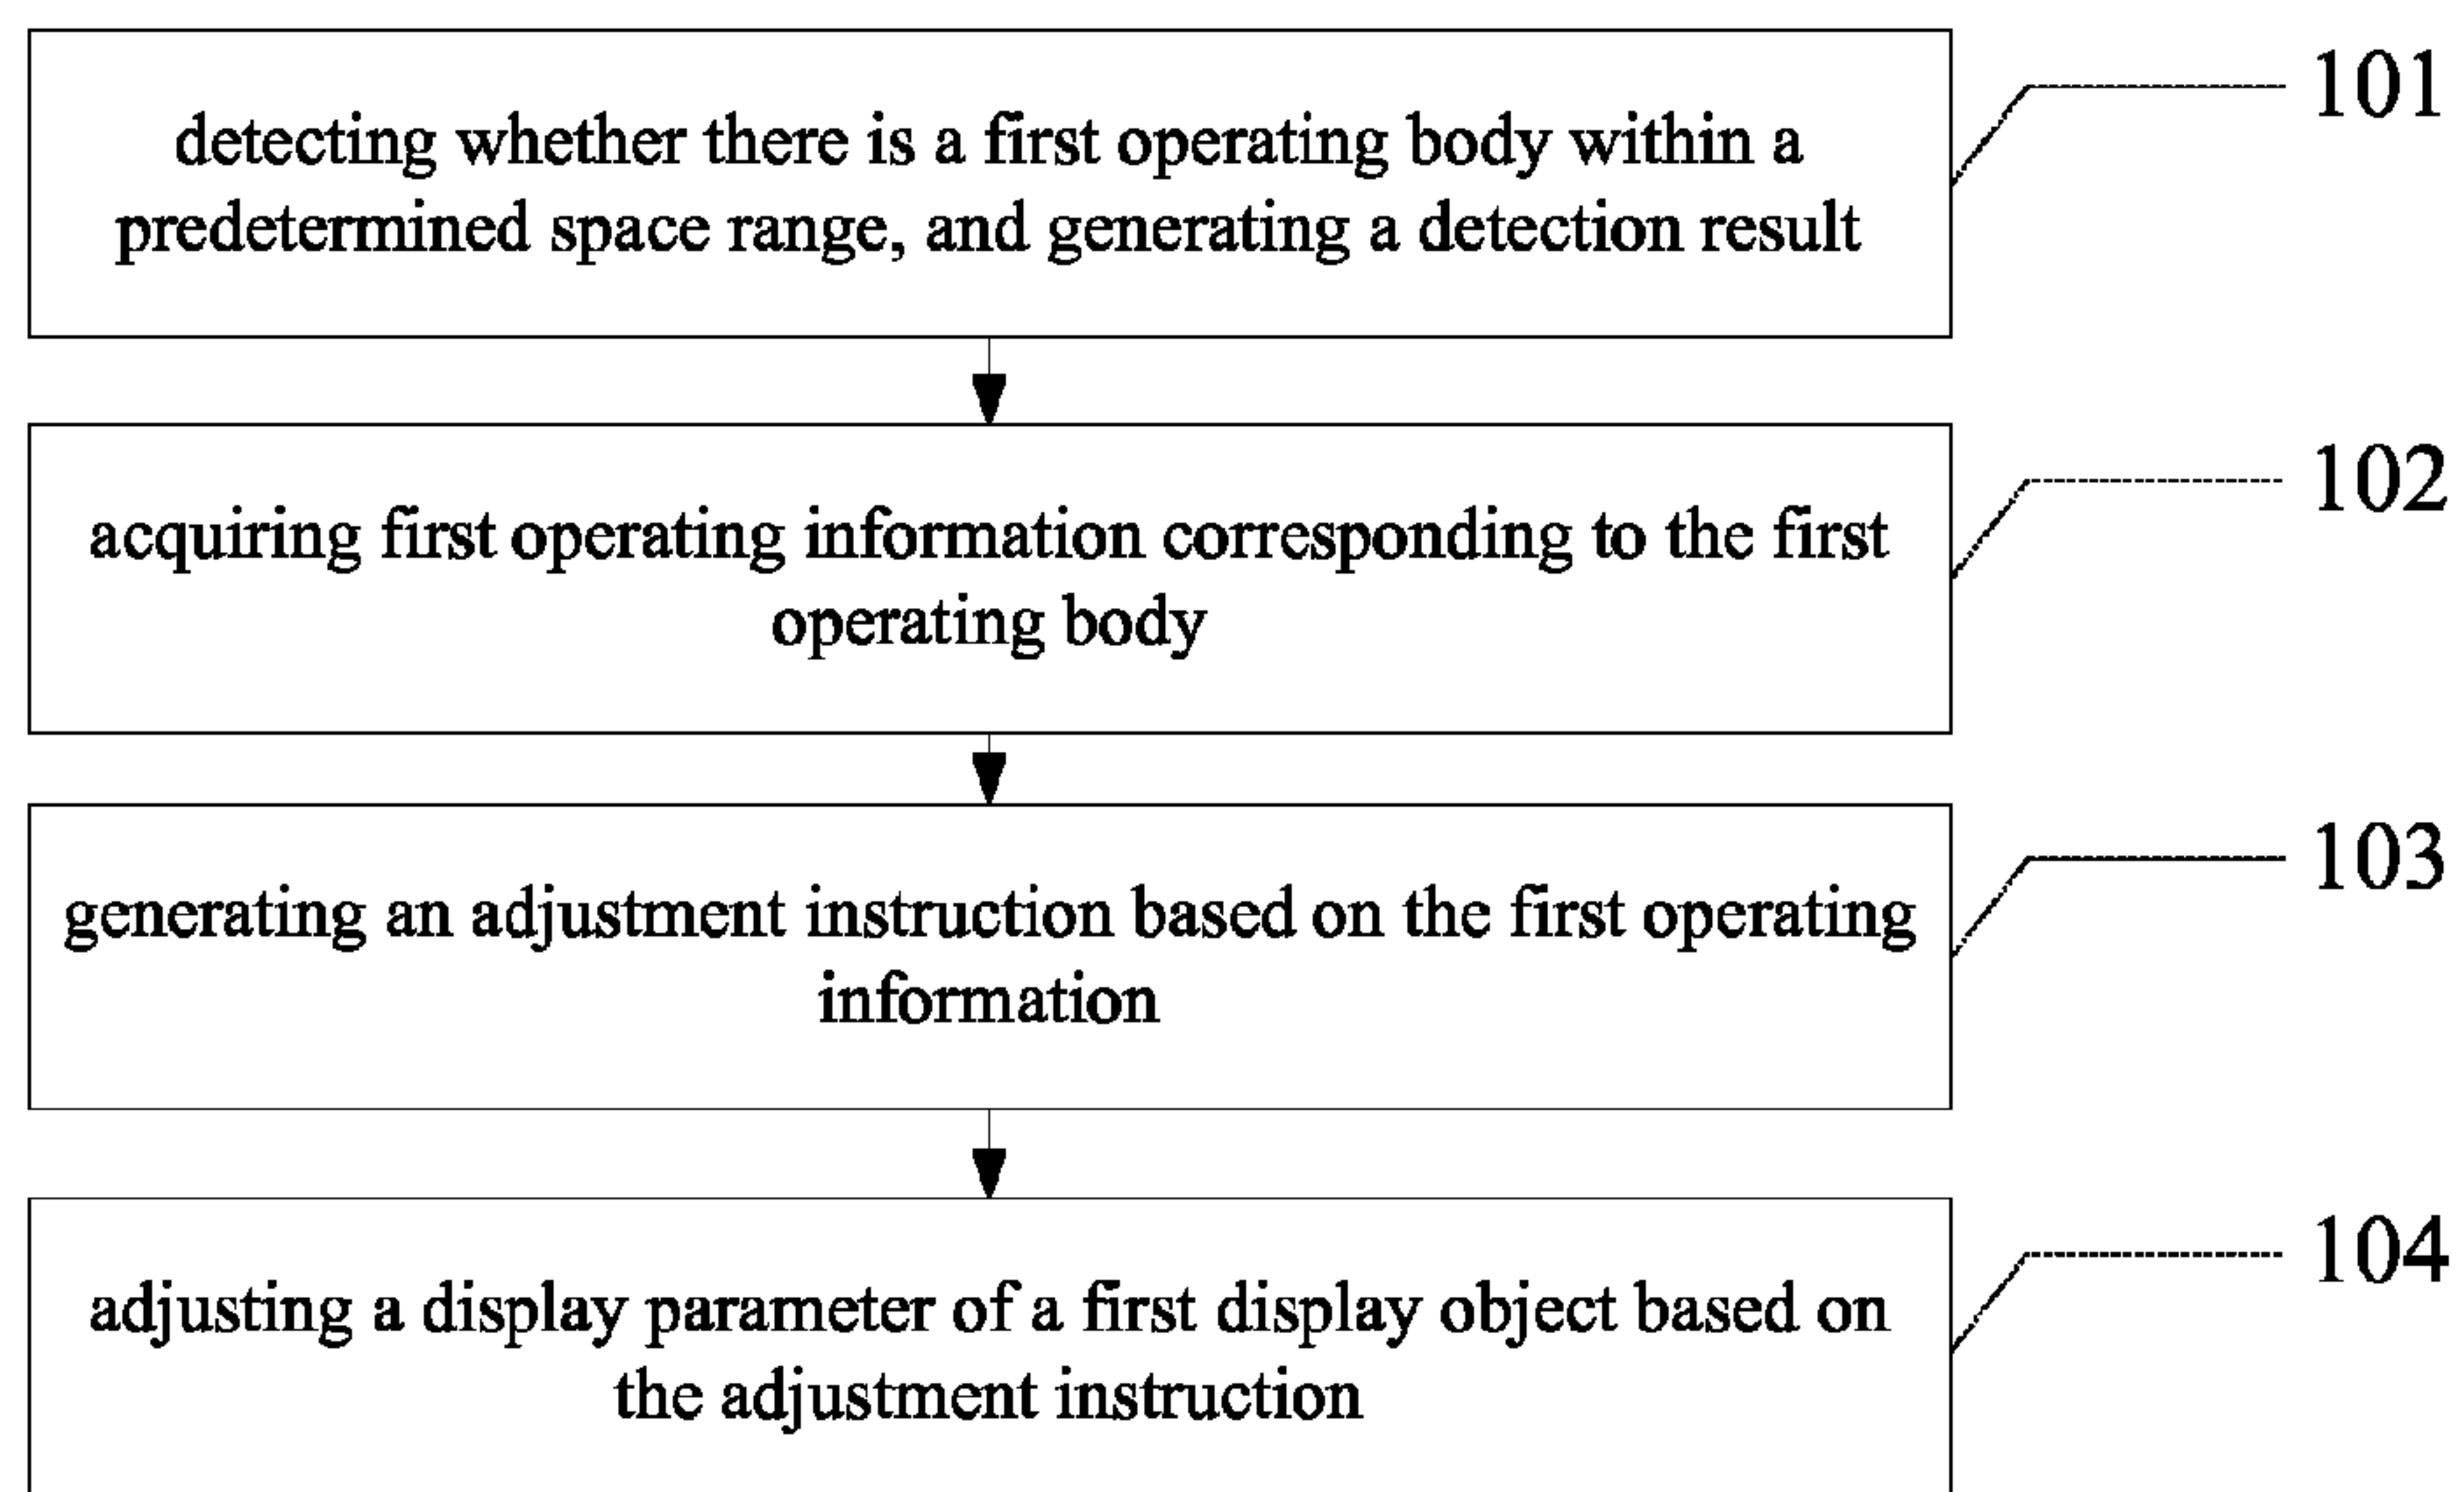 detecting whether there is a first operating body within a
predetermined space range, and generating a detection result
101
acquiring first operating information corresponding to the first
operating body
102
generating an adjustment instruction based on the first operating
information
103
adjusting a display parameter of a first display object based on
the adjustment instruction
104